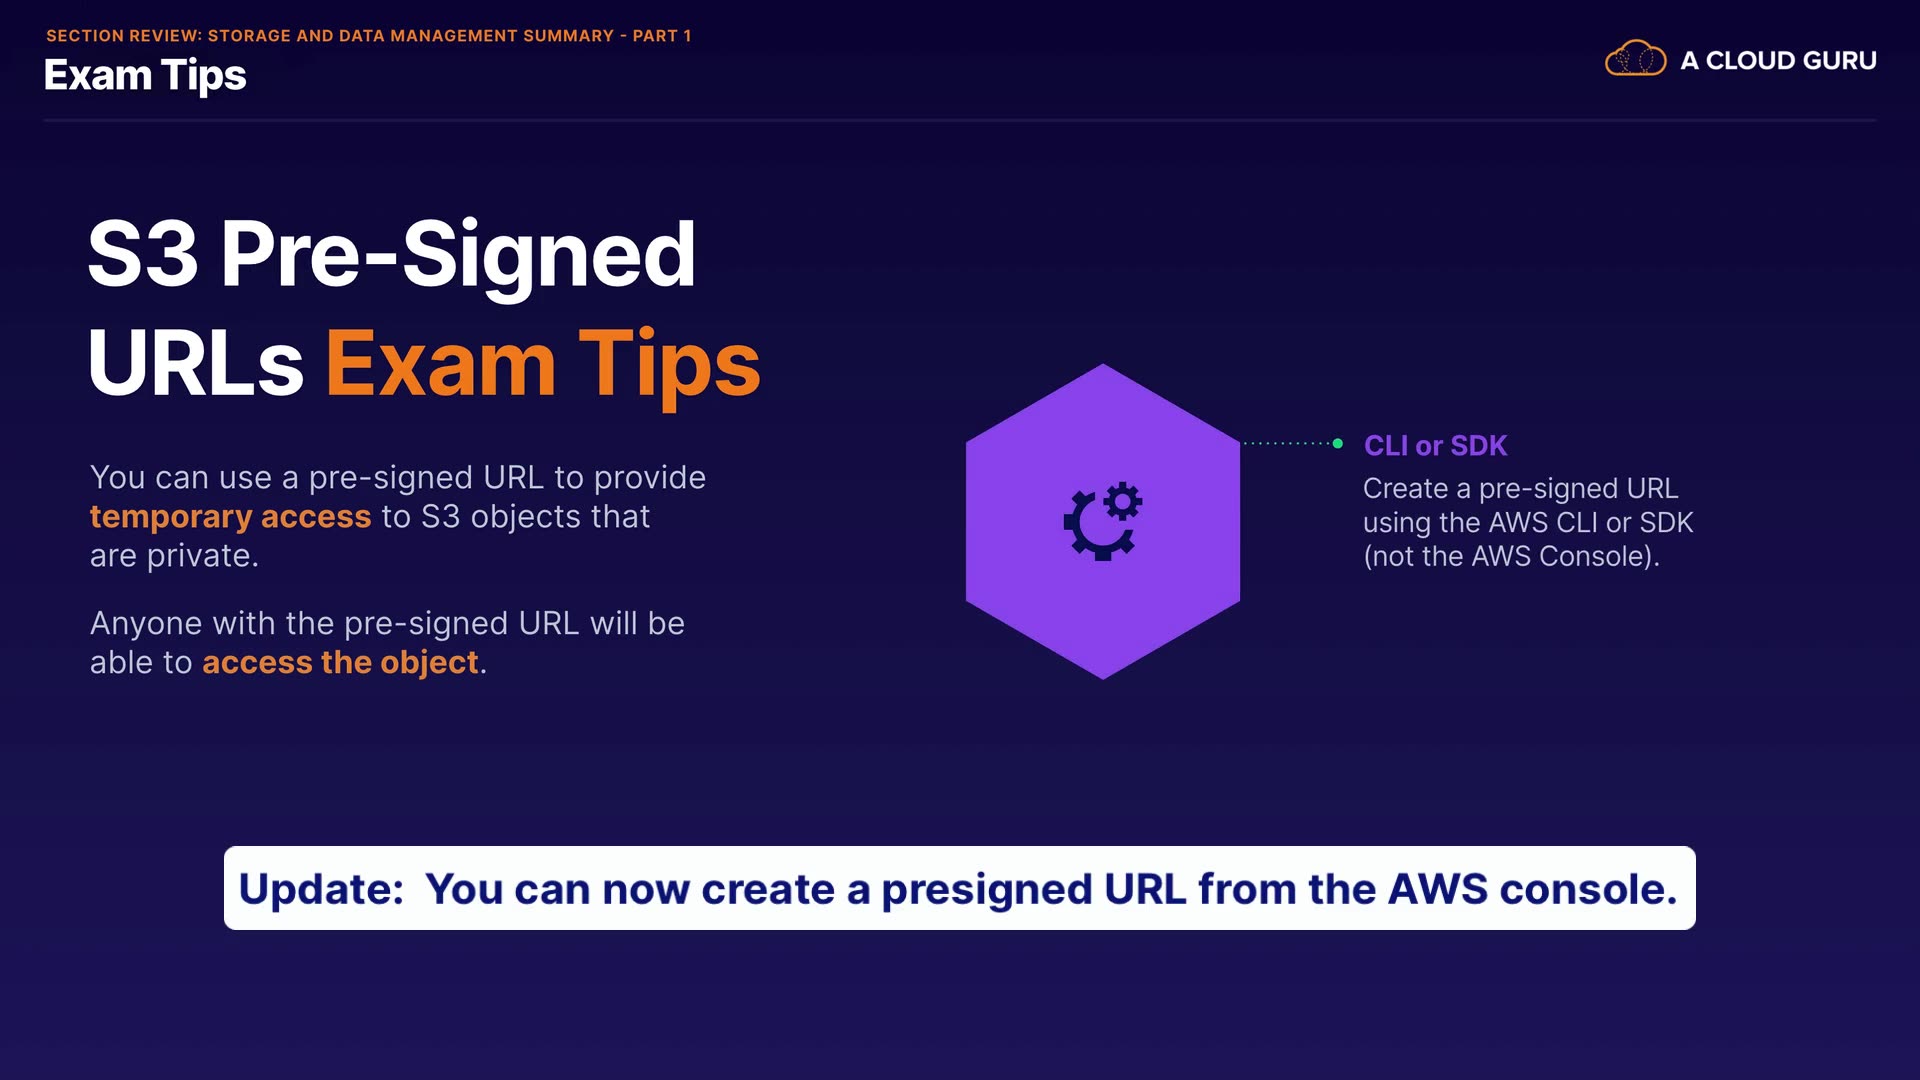 SECTION REVIEW: STORAGE AND DATA MANAGEMENT SUMMARY - PART 1
Exam Tips
A CLOUD GURU
S3 Pre-Signed
URLs Exam Tips
You can use a pre-signed URL to provide
temporary access to S3 objects that
are private.
Anyone with the pre-signed URL will be
able to access the object.
CLI or SDK
Create a pre-signed URL
using the AWS CLI or SDK
(not the AWS Console).
Update:  You can now create a presigned URL from the AWS console.